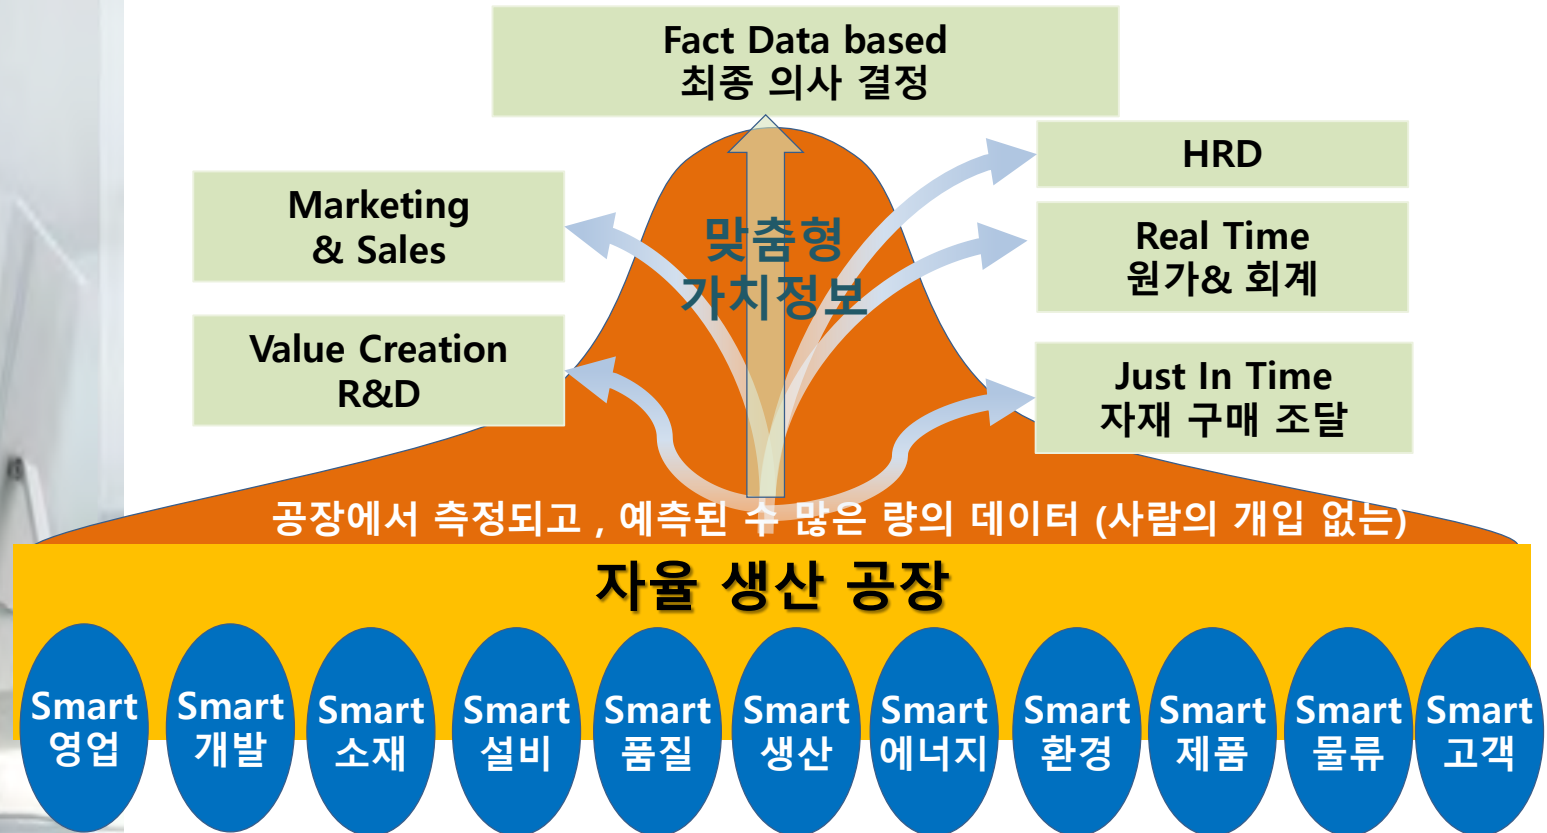 Fact Data based
최종 의사 결정
HRD
Marketing
& Sales
맞춤형
가치정보
Real Time
원가& 회계
Value Creation
R&D
Just In Time
자재 구매 조달
공장에서 측정되고 , 예측된 수 많은 량의 데이터 (사람의 개입 없는)
자율 생산 공장
Smart
영업
Smart
개발
Smart
소재
Smart
설비
Smart
품질
Smart
생산
Smart
에너지
Smart
환경
Smart
제품
Smart
물류
Smart
고객